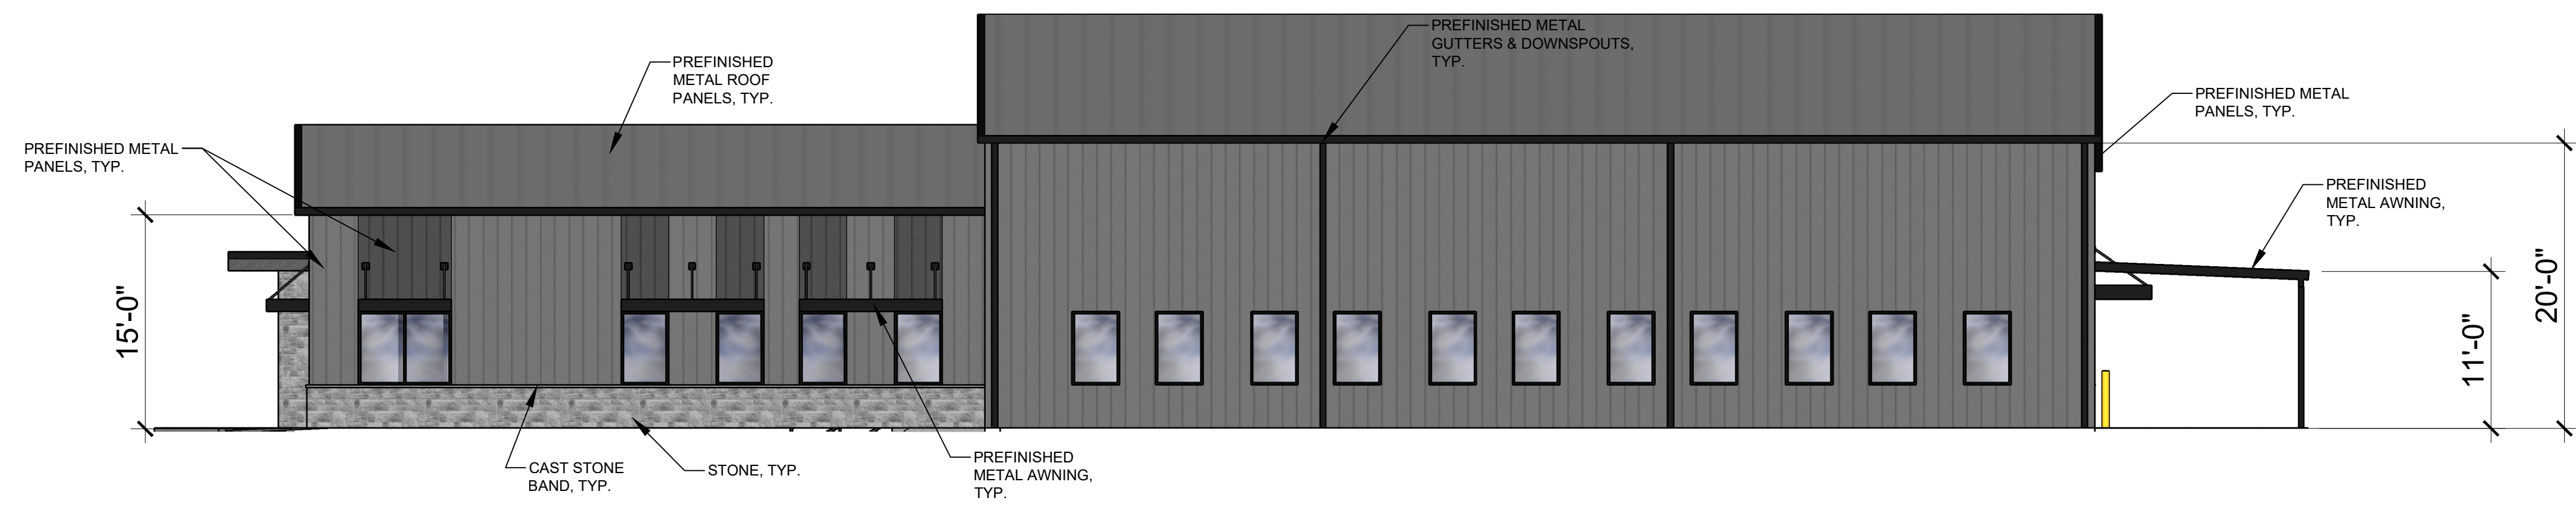 PREFINISHED METAL
GUTTERS & DOWNSPOUTS,
TYP.
PREFINISHED
METAL ROOF
PANELS, TYP.
PREFINISHED METAL
PANELS, TYP.
PREFINISHED METAL
PANELS, TYP.
PREFINISHED
METAL AWNING,
TYP.
15'-0"
11'-0"
20'-0"
CAST STONE
BAND, TYP.
STONE, TYP.
PREFINISHED
METAL AWNING,
TYP.